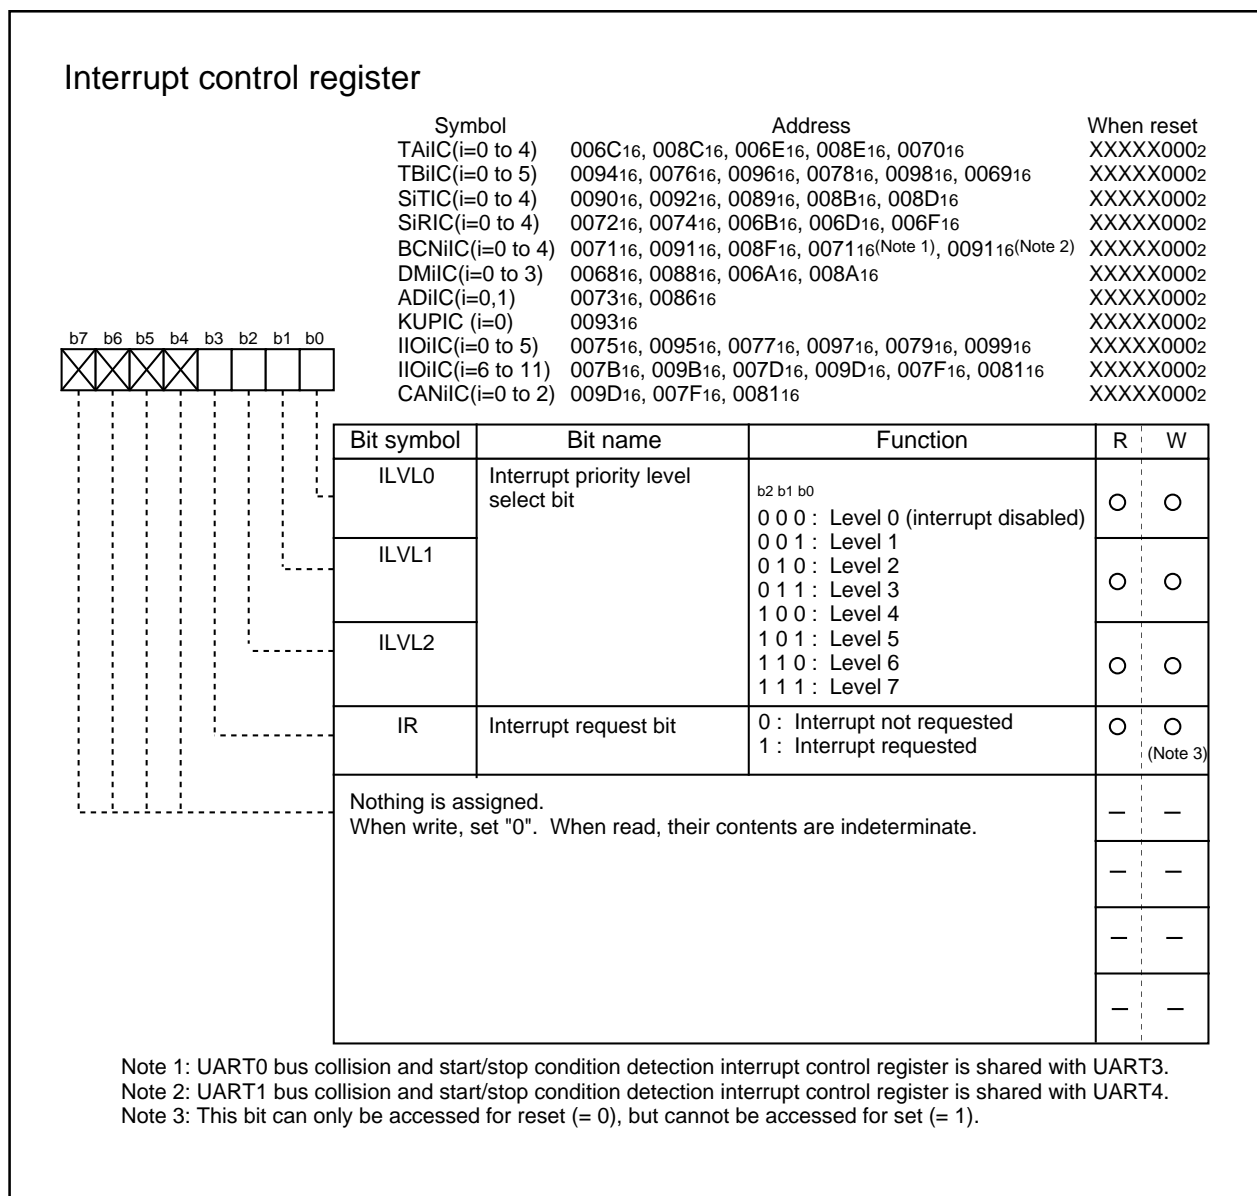 Interrupt control register
Symbol Address When reset
TAiIC(i=0 to 4) 006C16, 008C16, 006E16, 008E16, 007016 XXXXX0002
TBiIC(i=0 to 5) 009416, 007616, 009616, 007816, 009816, 006916 XXXXX0002
SiTIC(i=0 to 4) 009016, 009216, 008916, 008B16, 008D16 XXXXX0002
SiRIC(i=0 to 4) 007216, 007416, 006B16, 006D16, 006F16 XXXXX0002
BCNiIC(i=0 to 4) 007116, 009116, 008F16, 007116(Note 1), 009116(Note 2) XXXXX0002
DMiIC(i=0 to 3) 006816, 008816, 006A16, 008A16 XXXXX0002
ADiIC(i=0,1) 007316, 008616 XXXXX0002
KUPIC (i=0) 009316 XXXXX0002
IIOiIC(i=0 to 5) 007516, 009516, 007716, 009716, 007916, 009916 XXXXX0002
IIOiIC(i=6 to 11) 007B16, 009B16, 007D16, 009D16, 007F16, 008116 XXXXX0002
CANiIC(i=0 to 2) 009D16, 007F16, 008116 XXXXX0002
b7 b6 b5 b4 b3 b2 b1 b0
Bit symbol Bit name Function R W
ILVL0 Interrupt priority level
select bit
b2 b1 b0
0 0 0 : Level 0 (interrupt disabled)
0 0 1 : Level 1
ILVL1
0 1 0 : Level 2
0 1 1 : Level 3
1 0 0 : Level 4
1 0 1 : Level 5
ILVL2
1 1 0 : Level 6
1 1 1 : Level 7
IR Interrupt request bit 0 : Interrupt not requested
1 : Interrupt requested
(Note 3)
Nothing is assigned.
When write, set "0". When read, their contents are indeterminate.
– –
– –
– –
– –
Note 1: UART0 bus collision and start/stop condition detection interrupt control register is shared with UART3.
Note 2: UART1 bus collision and start/stop condition detection interrupt control register is shared with UART4.
Note 3: This bit can only be accessed for reset (= 0), but cannot be accessed for set (= 1).